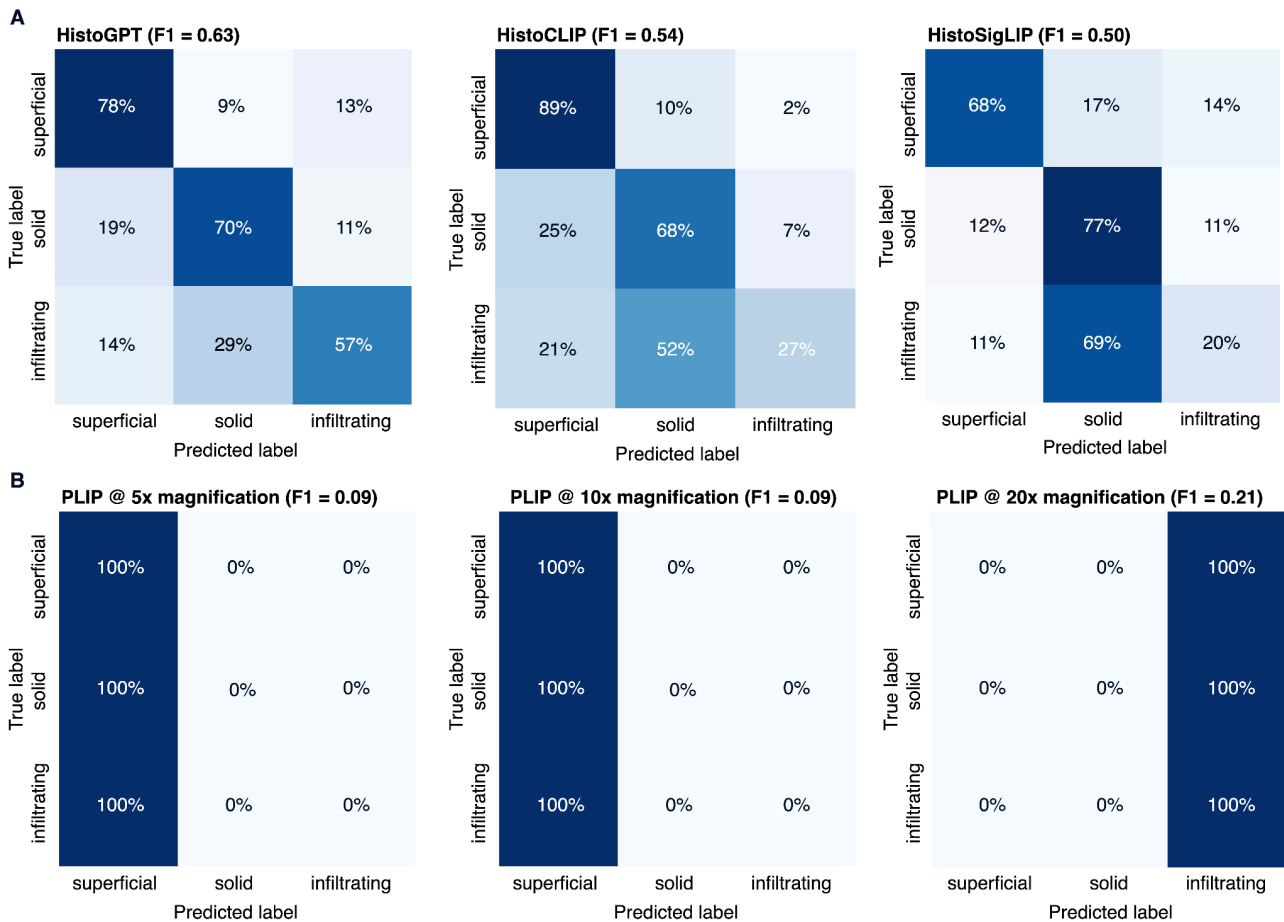 A
HistoGPT (F1 = 0.63)
HistoCLIP (F1 = 0.54)
HistoSigLIP (F1 = 0.50)
True label
superficial
78% 9% 13%
solid
19% 70% 11%
infiltrating
14% 29% 57%
superficial solid infiltrating
Predicted label
True label
superficial
89% 10% 2%
solid
25% 68% 7%
infiltrating
21% 52% 27%
superficial solid infiltrating
Predicted label
True label
superficial
68% 17% 14%
solid
12% 77% 11%
infiltrating
11% 69% 20%
superficial solid infiltrating
Predicted label
B
PLIP @ 5x magnification (F1 = 0.09)
PLIP @ 10x magnification (F1 = 0.09)
PLIP @ 20x magnification (F1 = 0.21)
True label
superficial
100% 0% 0%
solid
100% 0% 0%
infiltrating
100% 0% 0%
superficial solid infiltrating
Predicted label
True label
superficial
100% 0% 0%
solid
100% 0% 0%
infiltrating
100% 0% 0%
superficial solid infiltrating
Predicted label
True label
superficial
0% 0% 100%
solid
0% 0% 100%
infiltrating
0% 0% 100%
superficial solid infiltrating
Predicted label